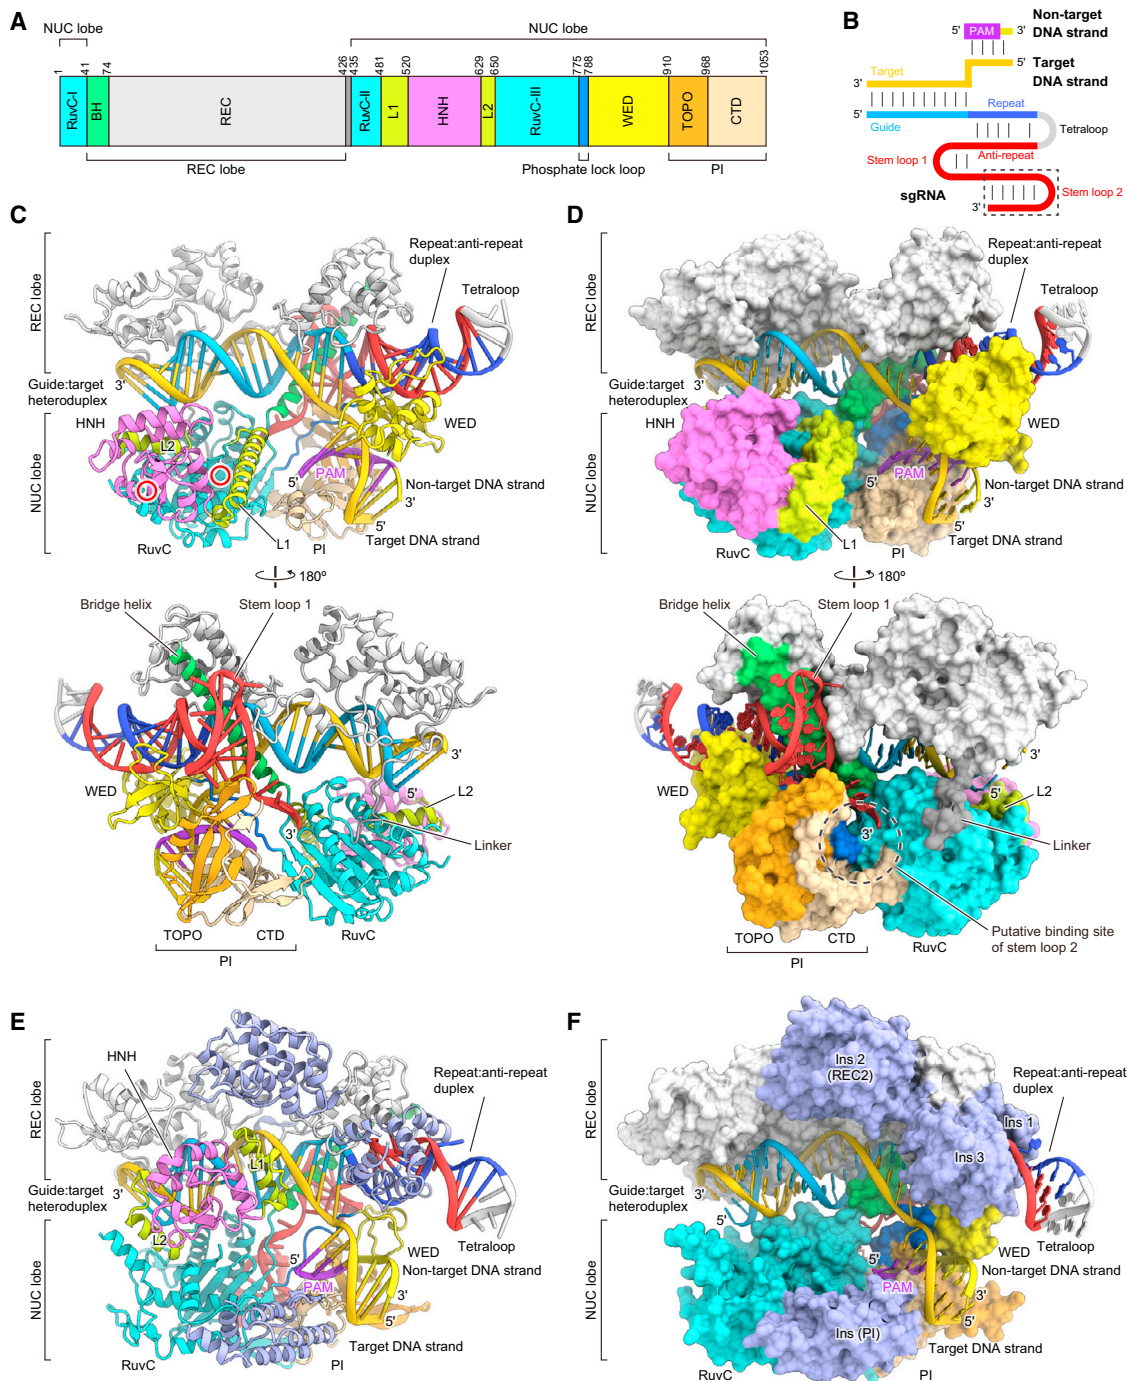 A
NUC lobe
NUC lobe
1
41
74
426
435
481
520
629
650
775
788
910
968
1053
RuvC-I
BH
REC
RuvC-II
L1
HNH
L2
RuvC-III
WED
TOPO
CTD
REC lobe
Phosphate lock loop
PI
B
5' PAM 3'
Non-target
DNA strand
Target
5'
Target
DNA strand
3'
5'
Repeat
Guide
Tetraloop
Stem loop 1
Anti-repeat
sgRNA
Stem loop 2
3'
C
REC lobe
NUC lobe
Repeat:anti-repeat
duplex
Tetraloop
3'
Guide:target
heteroduplex
HNH
L2
WED
5'
PAM
Non-target DNA strand
3'
5'
Target DNA strand
RuvC
L1
PI
180º
Bridge helix
Stem loop 1
3'
WED
5'
L2
3'
Linker
TOPO
CTD
RuvC
PI
D
REC lobe
NUC lobe
Repeat:anti-repeat
duplex
Tetraloop
3'
Guide:target
heteroduplex
HNH
WED
5'
PAM
Non-target DNA strand
3'
5'
Target DNA strand
RuvC
L1
PI
180º
Bridge helix
Stem loop 1
3'
WED
5'
L2
3'
Linker
TOPO
CTD
RuvC
Putative binding site
of stem loop 2
PI
E
REC lobe
NUC lobe
HNH
Repeat:anti-repeat
duplex
L1
3'
Guide:target
heteroduplex
L2
Tetraloop
WED
5'
PAM
Non-target DNA strand
3'
5'
Target DNA strand
RuvC
PI
F
REC lobe
NUC lobe
Ins 2
(REC2)
Repeat:anti-repeat
duplex
Ins 1
Ins 3
3'
Guide:target
heteroduplex
5'
Tetraloop
WED
5'
PAM
Non-target DNA strand
3'
5'
Ins (PI)
Target DNA strand
RuvC
PI